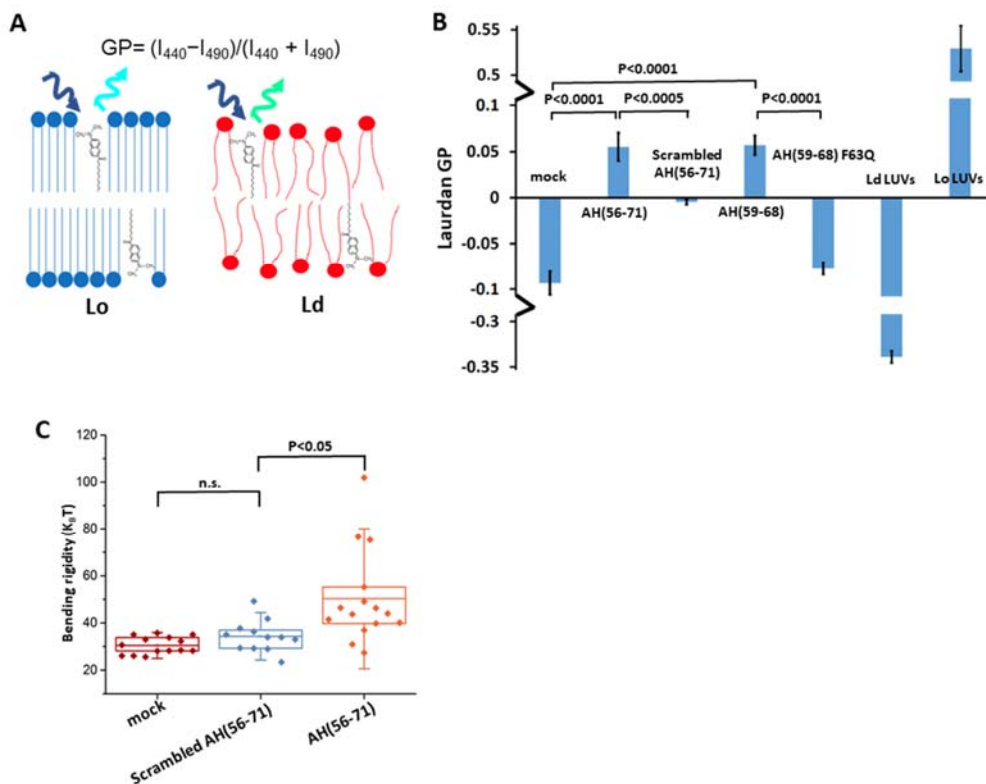 A
GP= (I440−I490)/(I440 + I490)
Lo
Ld
B
Laurdan GP
0.55
0.5
0.1
0.05
0
-0.05
-0.1
-0.3
-0.35
P<0.0001
P<0.0001
P<0.0005
P<0.0001
mock
AH(56-71)
Scrambled
AH(56-71)
AH(59-68)
AH(59-68) F63Q
Ld LUVs
Lo LUVs
C
Bending rigidity (KBT)
120
100
80
60
40
20
n.s.
P<0.05
mock
Scrambled AH(56-71)
AH(56-71)